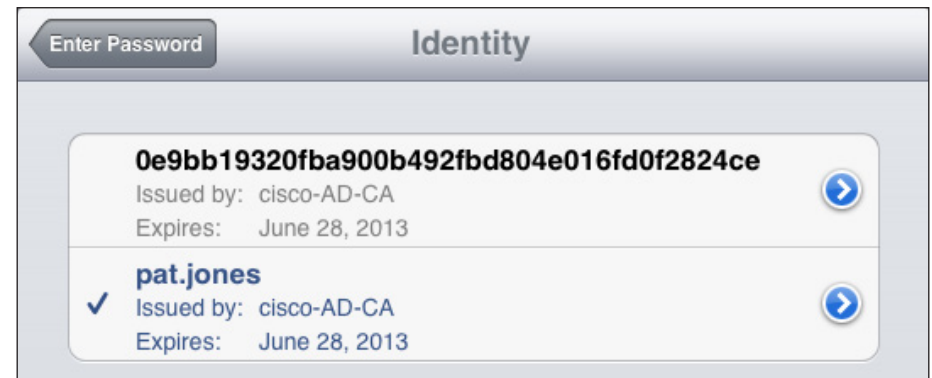 Enter Password
Identity
0e9bb19320fba900b492fbd804e016fd0f2824ce
Issued by: cisco-AD-CA
Expires: June 28, 2013
pat.jones
Issued by: cisco-AD-CA
Expires: June 28, 2013